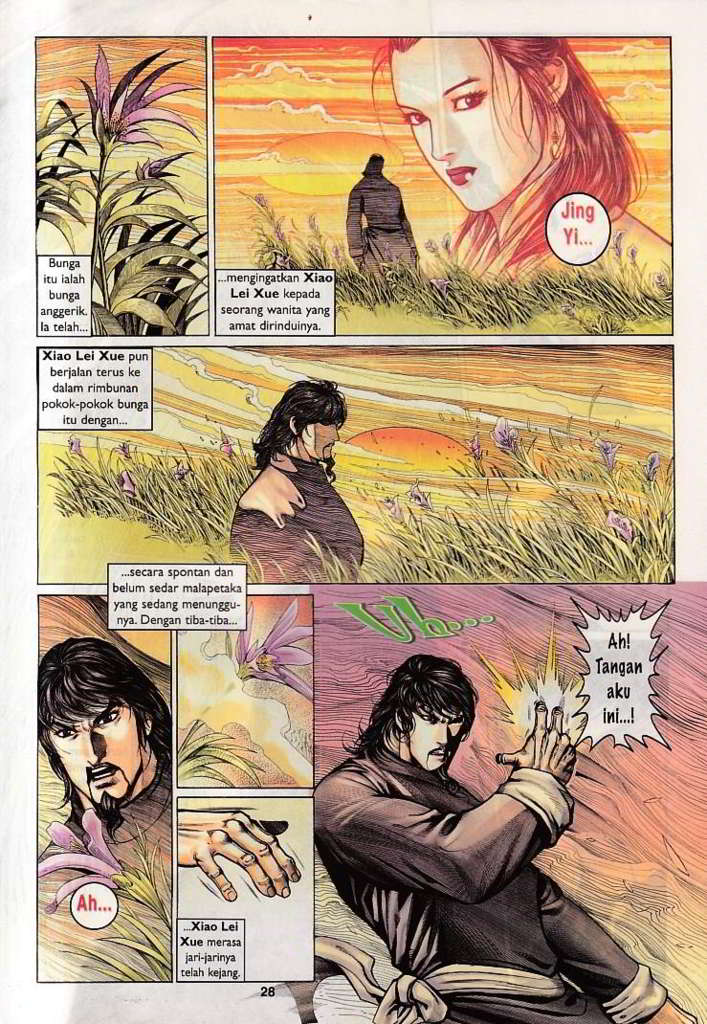 Bunga
itu ialah
bunga
anggerik.
Ia telah...
...mengingatkan Xiao
Lei Xue kepada
seorang wanita yang
amat dirinduinya.
Jing
Yi...
Xiao Lei Xue pun
berjalan terus ke
dalam rimbunan
pokok-pokok bunga
itu dengan...
...secara spontan dan
belum sedar malapetaka
yang sedang menunggu-
nya. Dengan tiba-tiba...
Ah...
...Xiao Lei
Xue merasa
jari-jarinya
telah kejang.
Uh...
Ah!
Tangan
aku
ini...!
28